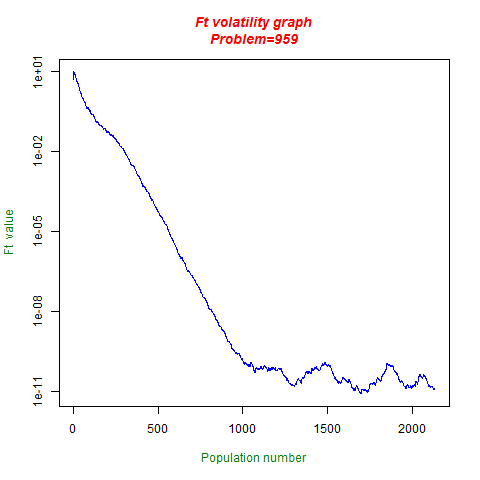 Ft volatility graph
Problem=959
1e+01
1e-02
1e-05
1e-08
1e-11
Ft value
0 500 1000 1500 2000
Population number